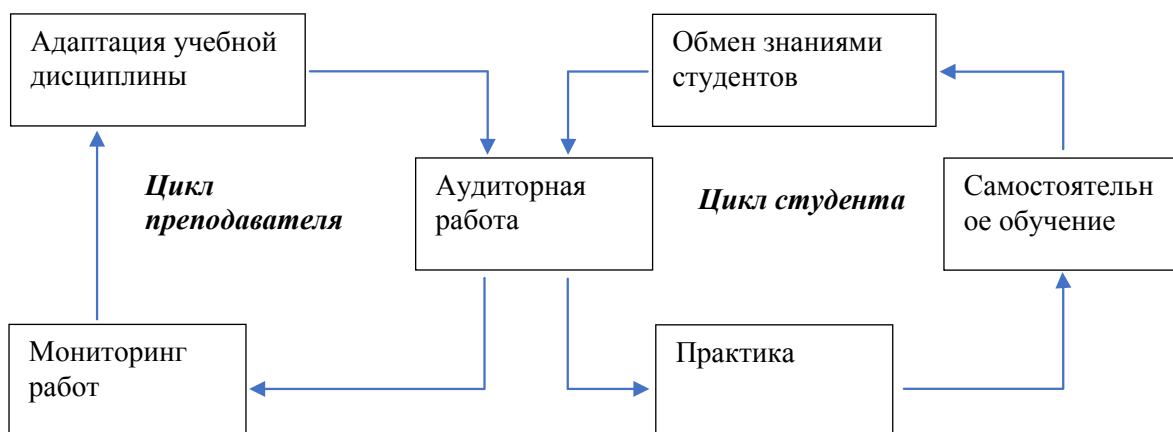 Адаптация учебной
дисциплины
Обмен знаниями
студентов
Цикл
преподавателя
Аудиторная
работа
Цикл студента
Самостоятельн
ое обучение
Мониторинг
работ
Практика